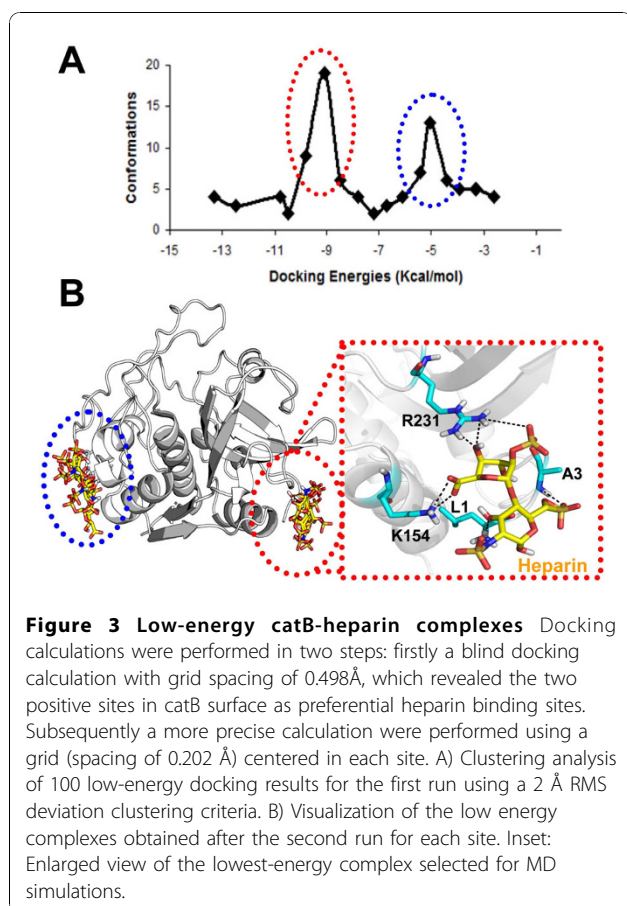 A
20
15
10
5
0
Conformations
-15 -13 -11 -9 -7 -5 -3 -1
Docking Energies (Kcal/mol)
B
R231
A3
L1
K154
Heparin
Figure 3 Low-energy catB-heparin complexes Docking
calculations were performed in two steps: firstly a blind docking
calculation with grid spacing of 0.498Å, which revealed the two
positive sites in catB surface as preferential heparin binding sites.
Subsequently a more precise calculation were performed using a
grid (spacing of 0.202 Å) centered in each site. A) Clustering analysis
of 100 low-energy docking results for the first run using a 2 Å RMS
deviation clustering criteria. B) Visualization of the low energy
complexes obtained after the second run for each site. Inset:
Enlarged view of the lowest-energy complex selected for MD
simulations.